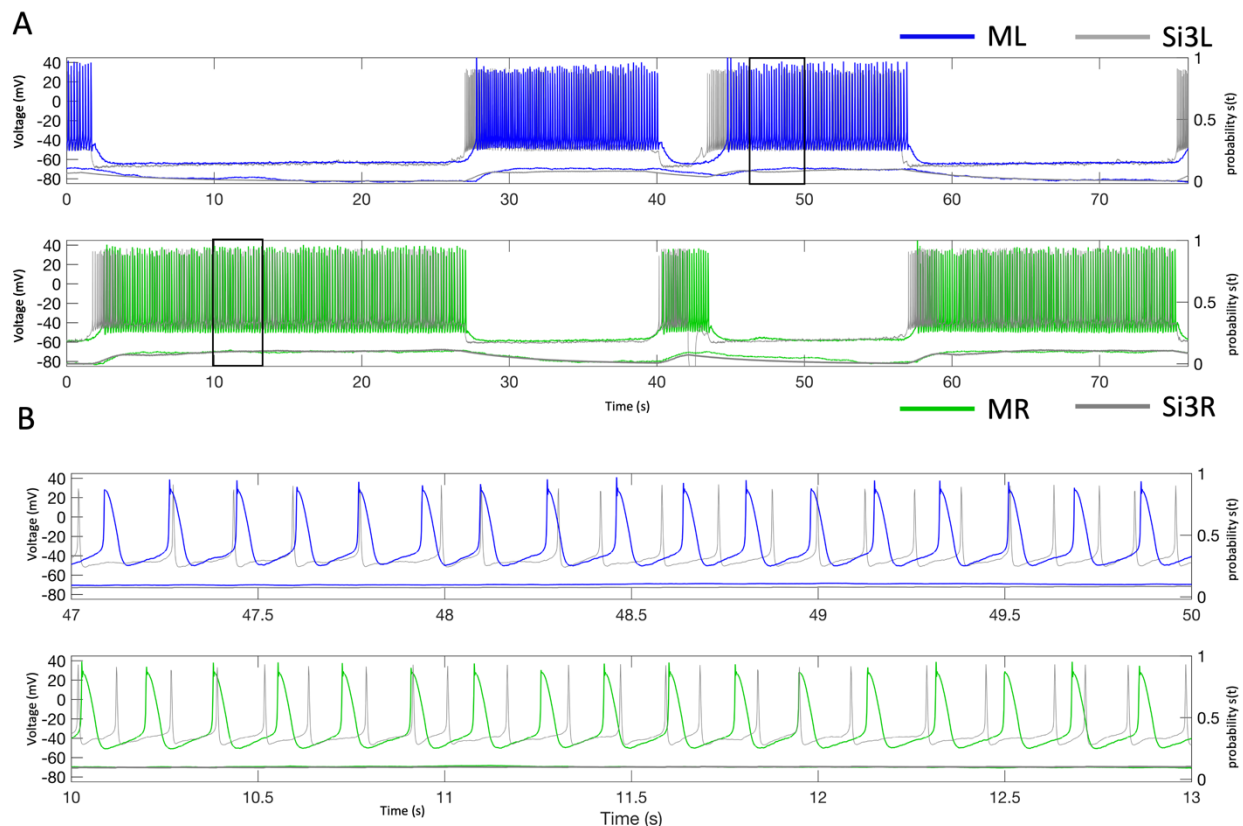 A
ML Si3L
Voltage (mV)
40
20
0
-20
-40
-60
-80
1
0.5
0
probability s(t)
0 10 20 30 40 50 60 70
Voltage (mV)
40
20
0
-20
-40
-60
-80
1
0.5
0
probability s(t)
0 10 20 30 40 50 60 70
Time (s)
MR Si3R
B
Voltage (mV)
40
20
0
-20
-40
-60
-80
1
0.5
0
probability s(t)
47 47.5 48 48.5 49 49.5 50
Voltage (mV)
40
20
0
-20
-40
-60
-80
1
0.5
0
probability s(t)
10 10.5 11 11.5 12 12.5 13
Time (s) Time (s)